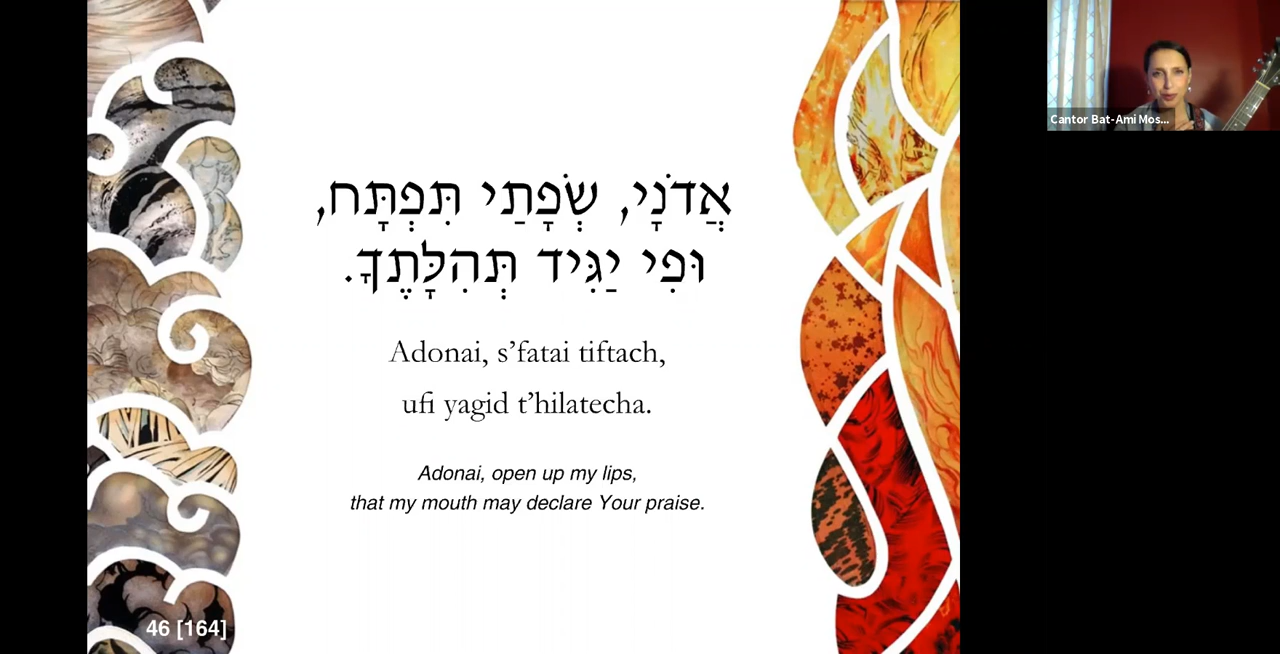 אֲדֹנָי, שְׂפָתַי תִּפְתָּח,
וּפִי יַגִּיד תְּהִלָּתֶךָ.
Adonai, s’fatai tiftach,
ufi yagid t’hilatecha.
Adonai, open up my lips,
that my mouth may declare Your praise.
46 [164]
Cantor Bat-Ami Mos...